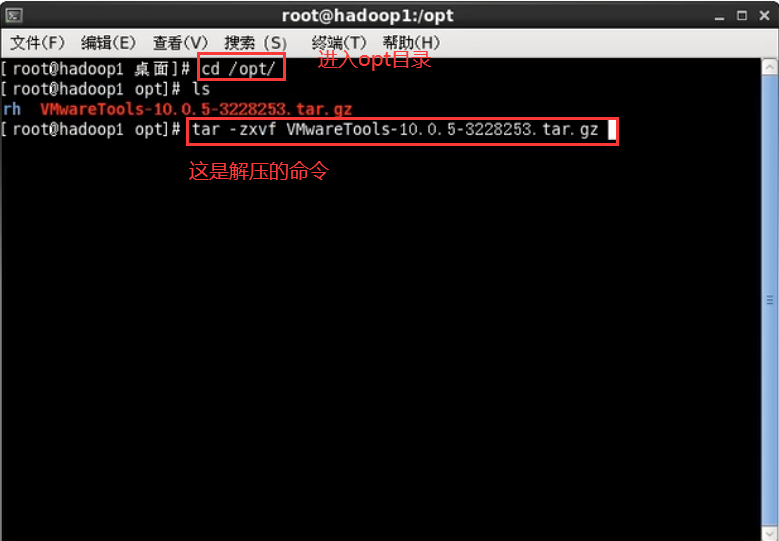 root@hadoop1:/opt
文件(F) 编辑(E) 查看(V) 搜索 (S) 终端(T) 帮助(H)
[root@hadoop1 桌面]# cd /opt/ 进入opt目录
[root@hadoop1 opt]# ls
rh VMwareTools-10.0.5-3228253.tar.gz
[root@hadoop1 opt]# tar -zxvf VMwareTools-10.0.5-3228253.tar.gz
这是解压的命令